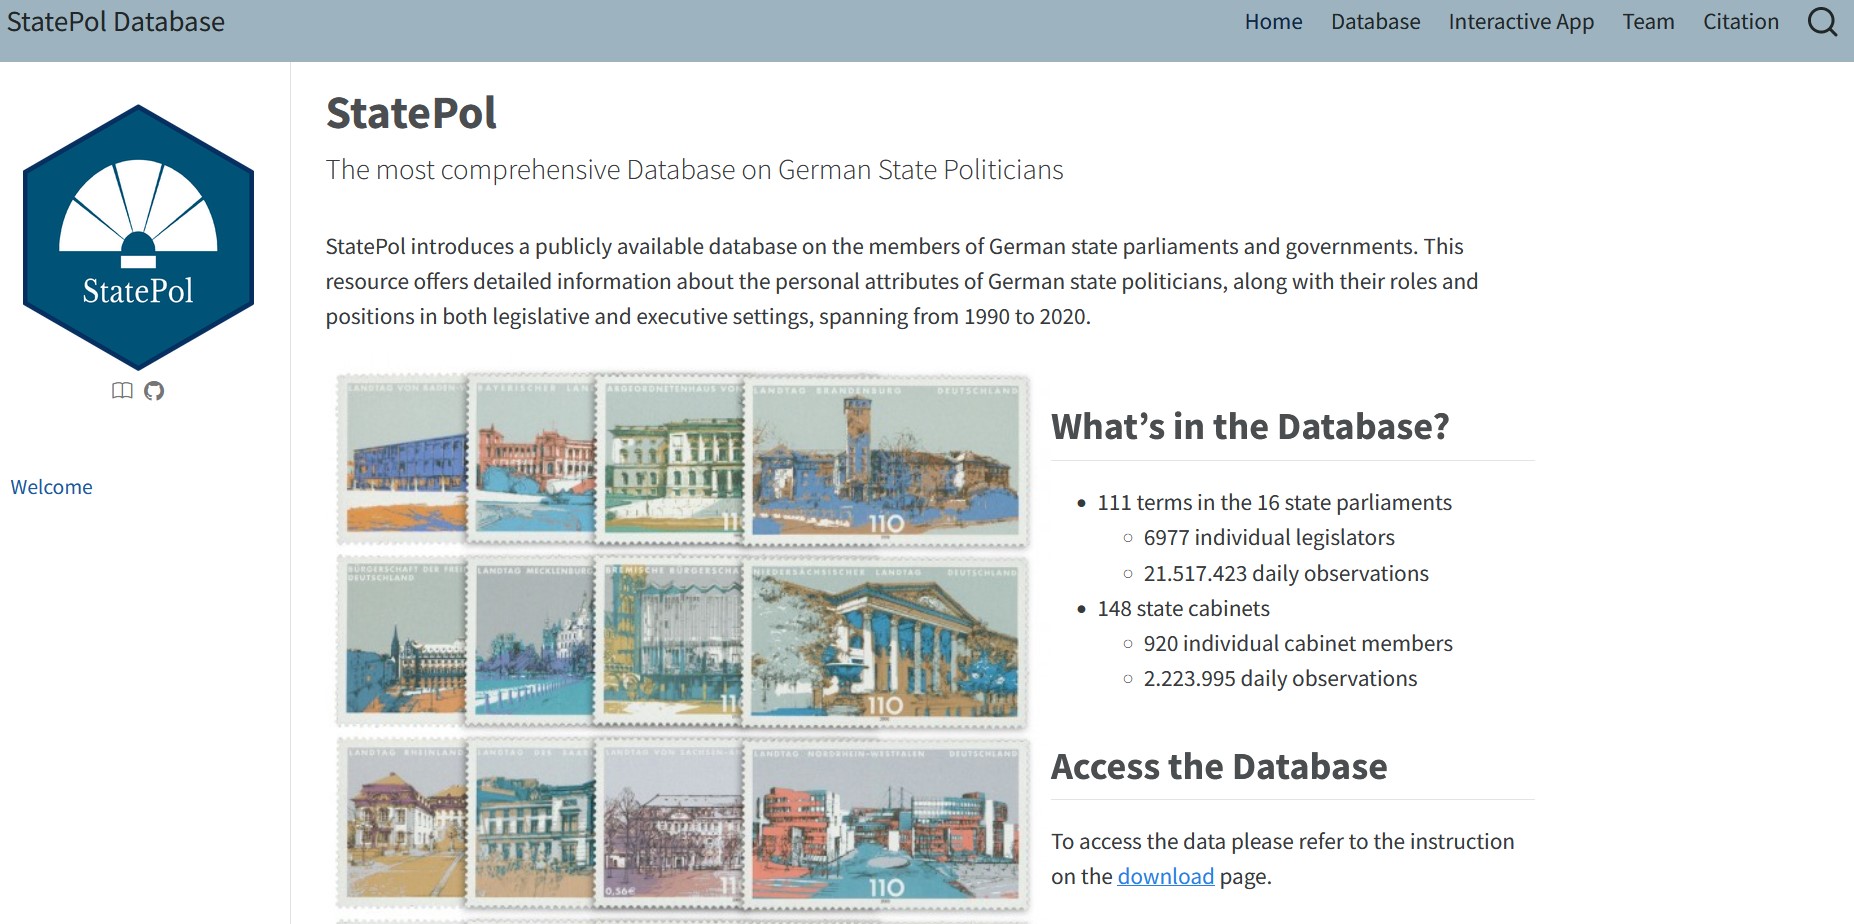 StatePol Database
Home Database Interactive App Team Citation
StatePol
Welcome
StatePol
The most comprehensive Database on German State Politicians
StatePol introduces a publicly available database on the members of German state parliaments and governments. This
resource offers detailed information about the personal attributes of German state politicians, along with their roles and
positions in both legislative and executive settings, spanning from 1990 to 2020.
LANDTAG VON BADEN-
BAYERISCHER LAN
ABGEORDNETENHAUS VON
LANDTAG BRANDENBURG DEUTSCHLAND
11
110
BÜRGERSCHAFT DER FREI
DEUTSCHLAND
LANDTAG MECKLENBURG
BREMISCHE BÜRGERSCHA
NIEDERSÄCHSISCHER LANDTAG DEUTSCHLAND
11
110
LANDTAG RHEINLAND
LANDTAG DES SAAR
LANDTAG VON SACHSEN-A
LANDTAG NORDRHEIN-WESTFALEN DEUTSCHLAND
0,56€
11
110
What's in the Database?
• 111 terms in the 16 state parliaments
○ 6977 individual legislators
○ 21.517.423 daily observations
• 148 state cabinets
○ 920 individual cabinet members
○ 2.223.995 daily observations
Access the Database
To access the data please refer to the instruction
on the download page.